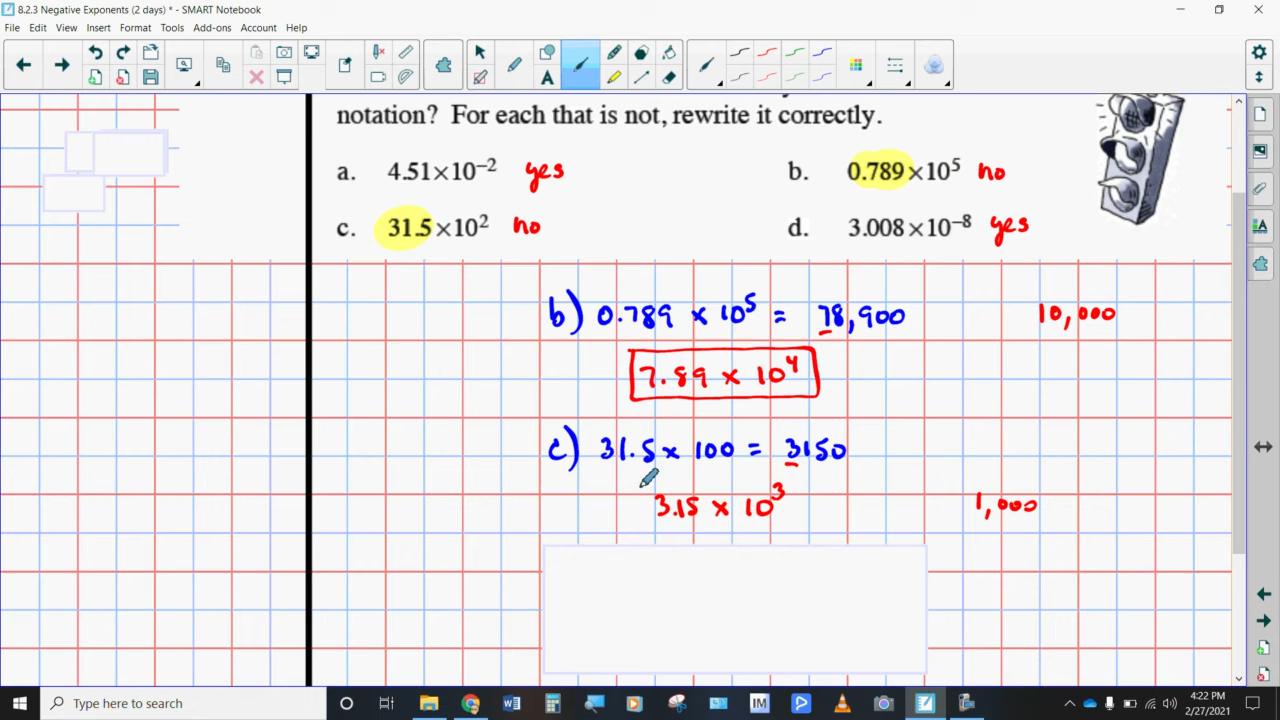 8.2.3 Negative Exponents (2 days) * - SMART Notebook
File Edit View Insert Format Tools Add-ons Account Help
notation? For each that is not, rewrite it correctly.
a. 4.51×10⁻² yes b. 0.789×10⁵ no
c. 31.5×10² no d. 3.008×10⁻⁸ yes
b) 0.789 x 10⁵ = 78,900 10,000
7.89 x 10⁴
c) 31.5 x 100 = 3150
3.15 x 10³ 1,000
Type here to search
4:22 PM
2/27/2021